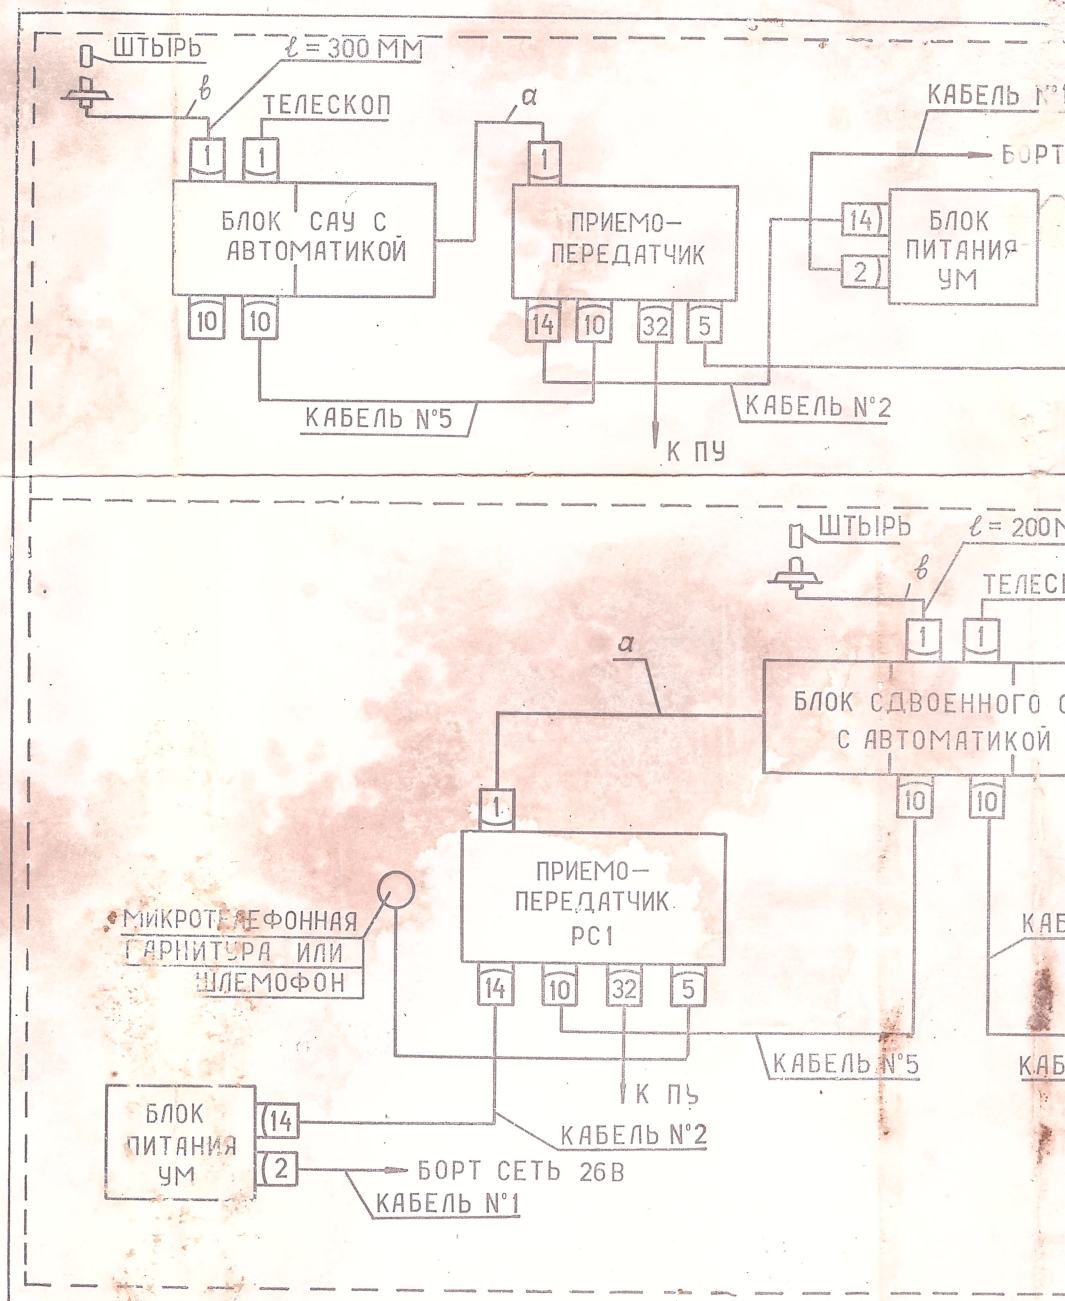 ШТЫРЬ
ℓ = 300 ММ
в
ТЕЛЕСКОП
а
КАБЕЛЬ №1
БОРТ
1
1
1
БЛОК САУ С
АВТОМАТИКОЙ
ПРИЕМО-
ПЕРЕДАТЧИК
14
2
БЛОК
ПИТАНИЯ
УМ
10
10
14
10
32
5
КАБЕЛЬ №5
КАБЕЛЬ №2
К ПУ
ШТЫРЬ
ℓ = 200
в
1
1
а
БЛОК СДВОЕННОГО
С АВТОМАТИКОЙ
10
10
1
ПРИЕМО-
ПЕРЕДАТЧИК
РС1
МИКРОТЕЛЕФОННАЯ
ГАРНИТУРА ИЛИ
ШЛЕМОФОН
14
10
32
5
КАБЕЛЬ №5
К ПУ
БЛОК
ПИТАНИЯ
УМ
14
2
КАБЕЛЬ №2
БОРТ СЕТЬ 26В
КАБЕЛЬ №1